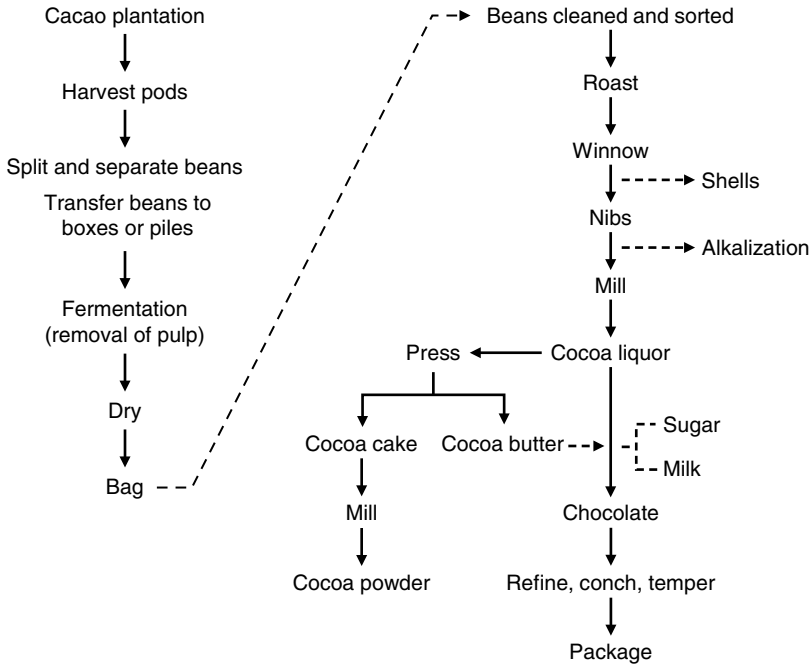 Cacao plantation
Harvest pods
Split and separate beans
Transfer beans to
boxes or piles
Fermentation
(removal of pulp)
Dry
Bag
Beans cleaned and sorted
Roast
Winnow
Shells
Nibs
Alkalization
Mill
Cocoa liquor
Press
Cocoa cake
Cocoa butter
Sugar
Milk
Mill
Cocoa powder
Chocolate
Refine, conch, temper
Package